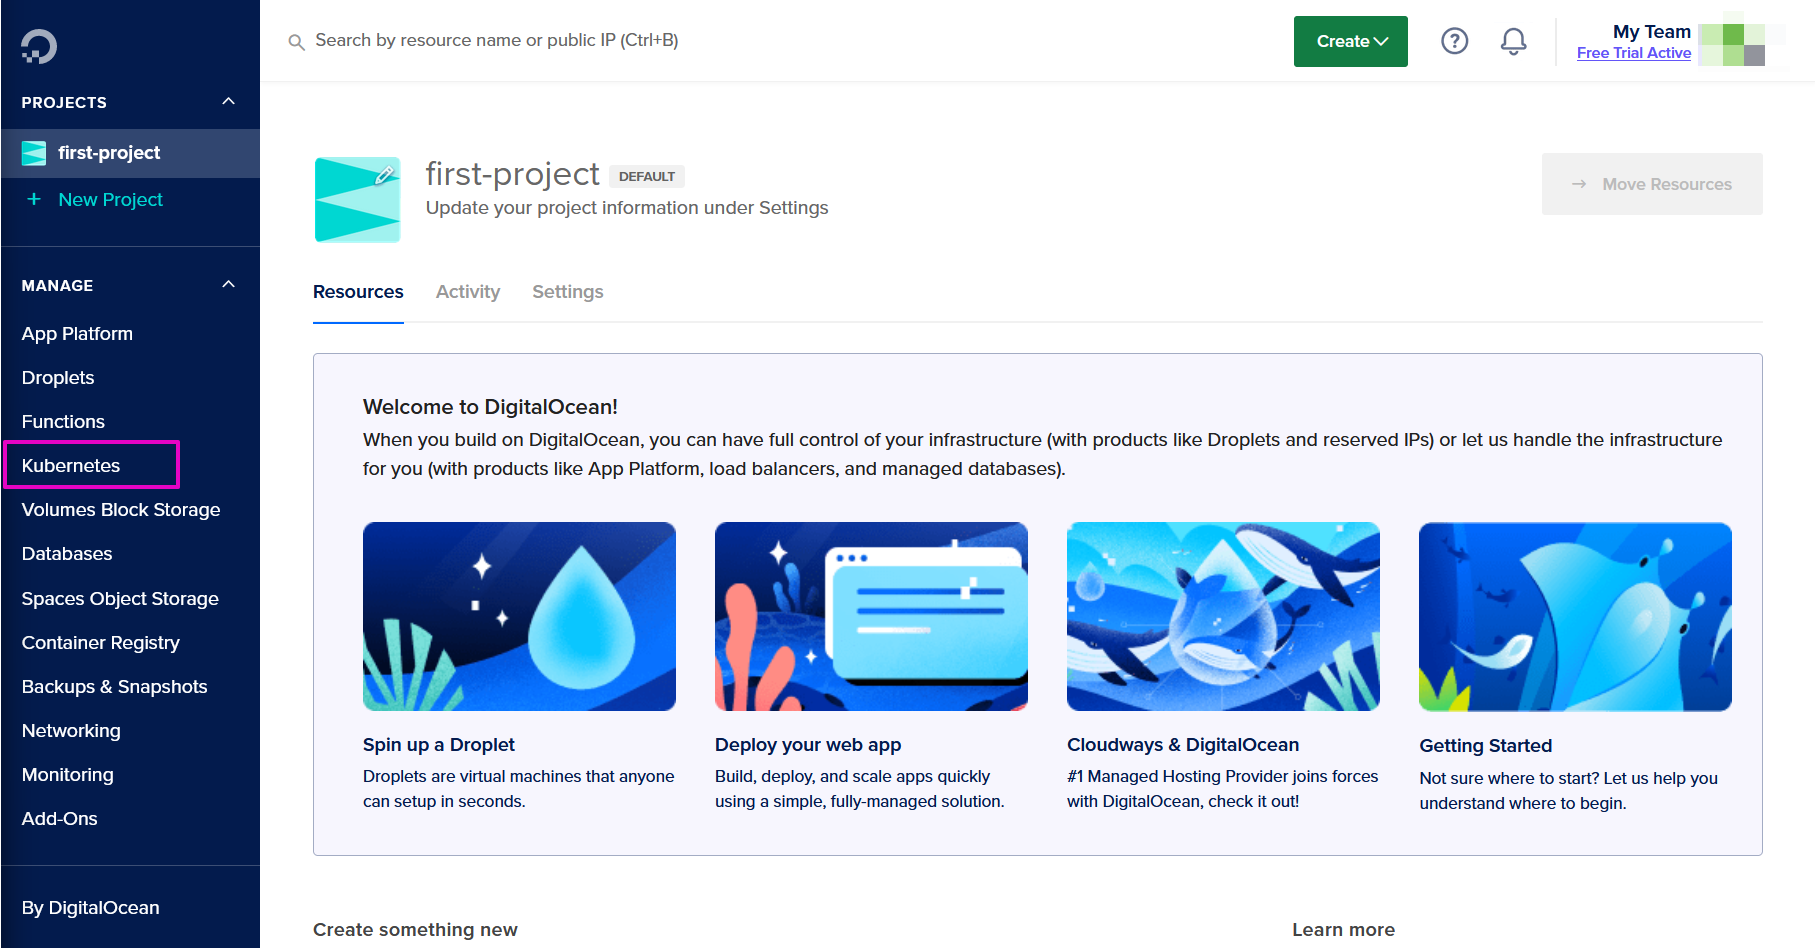 PROJECTS
first-project
+ New Project
MANAGE
App Platform
Droplets
Functions
Kubernetes
Volumes Block Storage
Databases
Spaces Object Storage
Container Registry
Backups & Snapshots
Networking
Monitoring
Add-Ons
By DigitalOcean
Search by resource name or public IP (Ctrl+B)
Create
?
My Team
Free Trial Active
first-project DEFAULT
Update your project information under Settings
→ Move Resources
Resources Activity Settings
Welcome to DigitalOcean!
When you build on DigitalOcean, you can have full control of your infrastructure (with products like Droplets and reserved IPs) or let us handle the infrastructure
for you (with products like App Platform, load balancers, and managed databases).
Spin up a Droplet
Droplets are virtual machines that anyone
can setup in seconds.
Deploy your web app
Build, deploy, and scale apps quickly
using a simple, fully-managed solution.
Cloudways & DigitalOcean
#1 Managed Hosting Provider joins forces
with DigitalOcean, check it out!
Getting Started
Not sure where to start? Let us help you
understand where to begin.
Create something new
Learn more